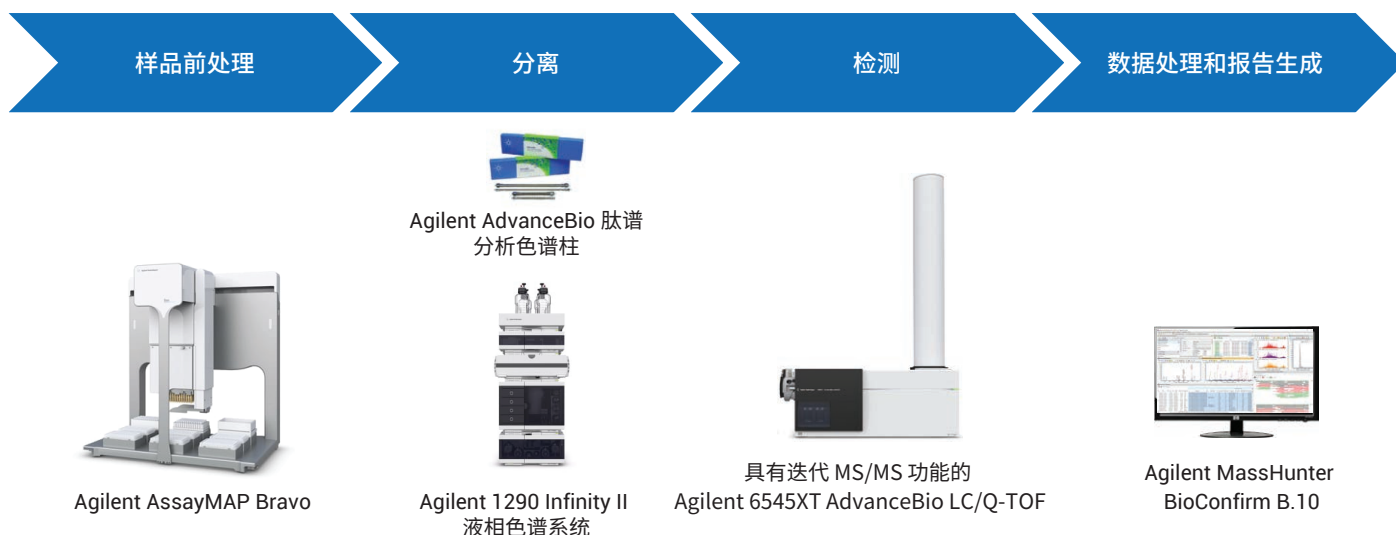 样品前处理
分离
检测
数据处理和报告生成
Agilent AdvanceBio 肽谱
分析色谱柱
Agilent AssayMAP Bravo
Agilent 1290 Infinity II
液相色谱系统
具有迭代 MS/MS 功能的
Agilent 6545XT AdvanceBio LC/Q-TOF
Agilent MassHunter
BioConfirm B.10